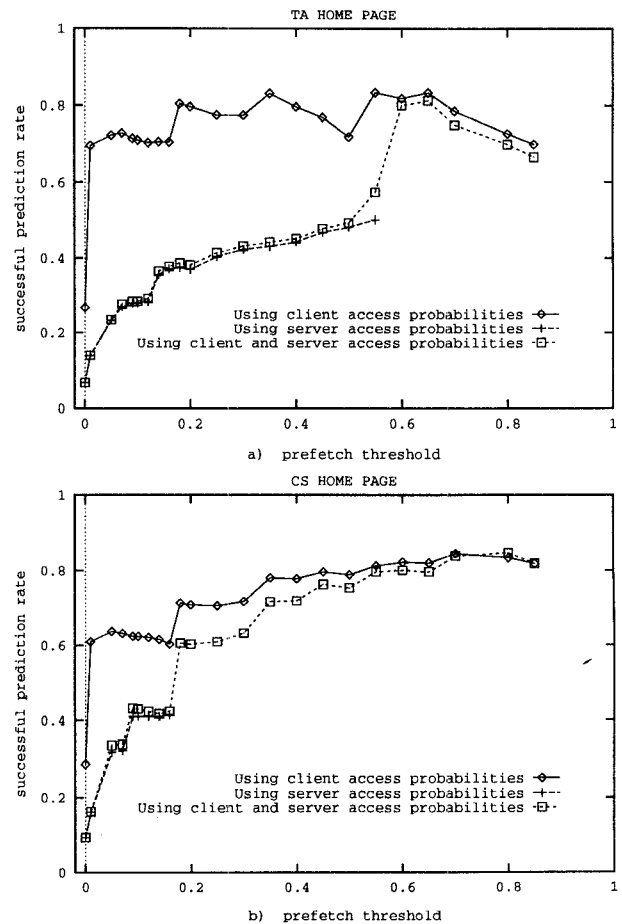 TA HOME PAGE
1
0.8
0.6
0.4
0.2
0
successful prediction rate
Using client access probabilities
Using server access probabilities
Using client and server access probabilities
0 0.2 0.4 0.6 0.8 1
a) prefetch threshold
CS HOME PAGE
1
0.8
0.6
0.4
0.2
0
successful prediction rate
Using client access probabilities
Using server access probabilities
Using client and server access probabilities
0 0.2 0.4 0.6 0.8 1
b) prefetch threshold